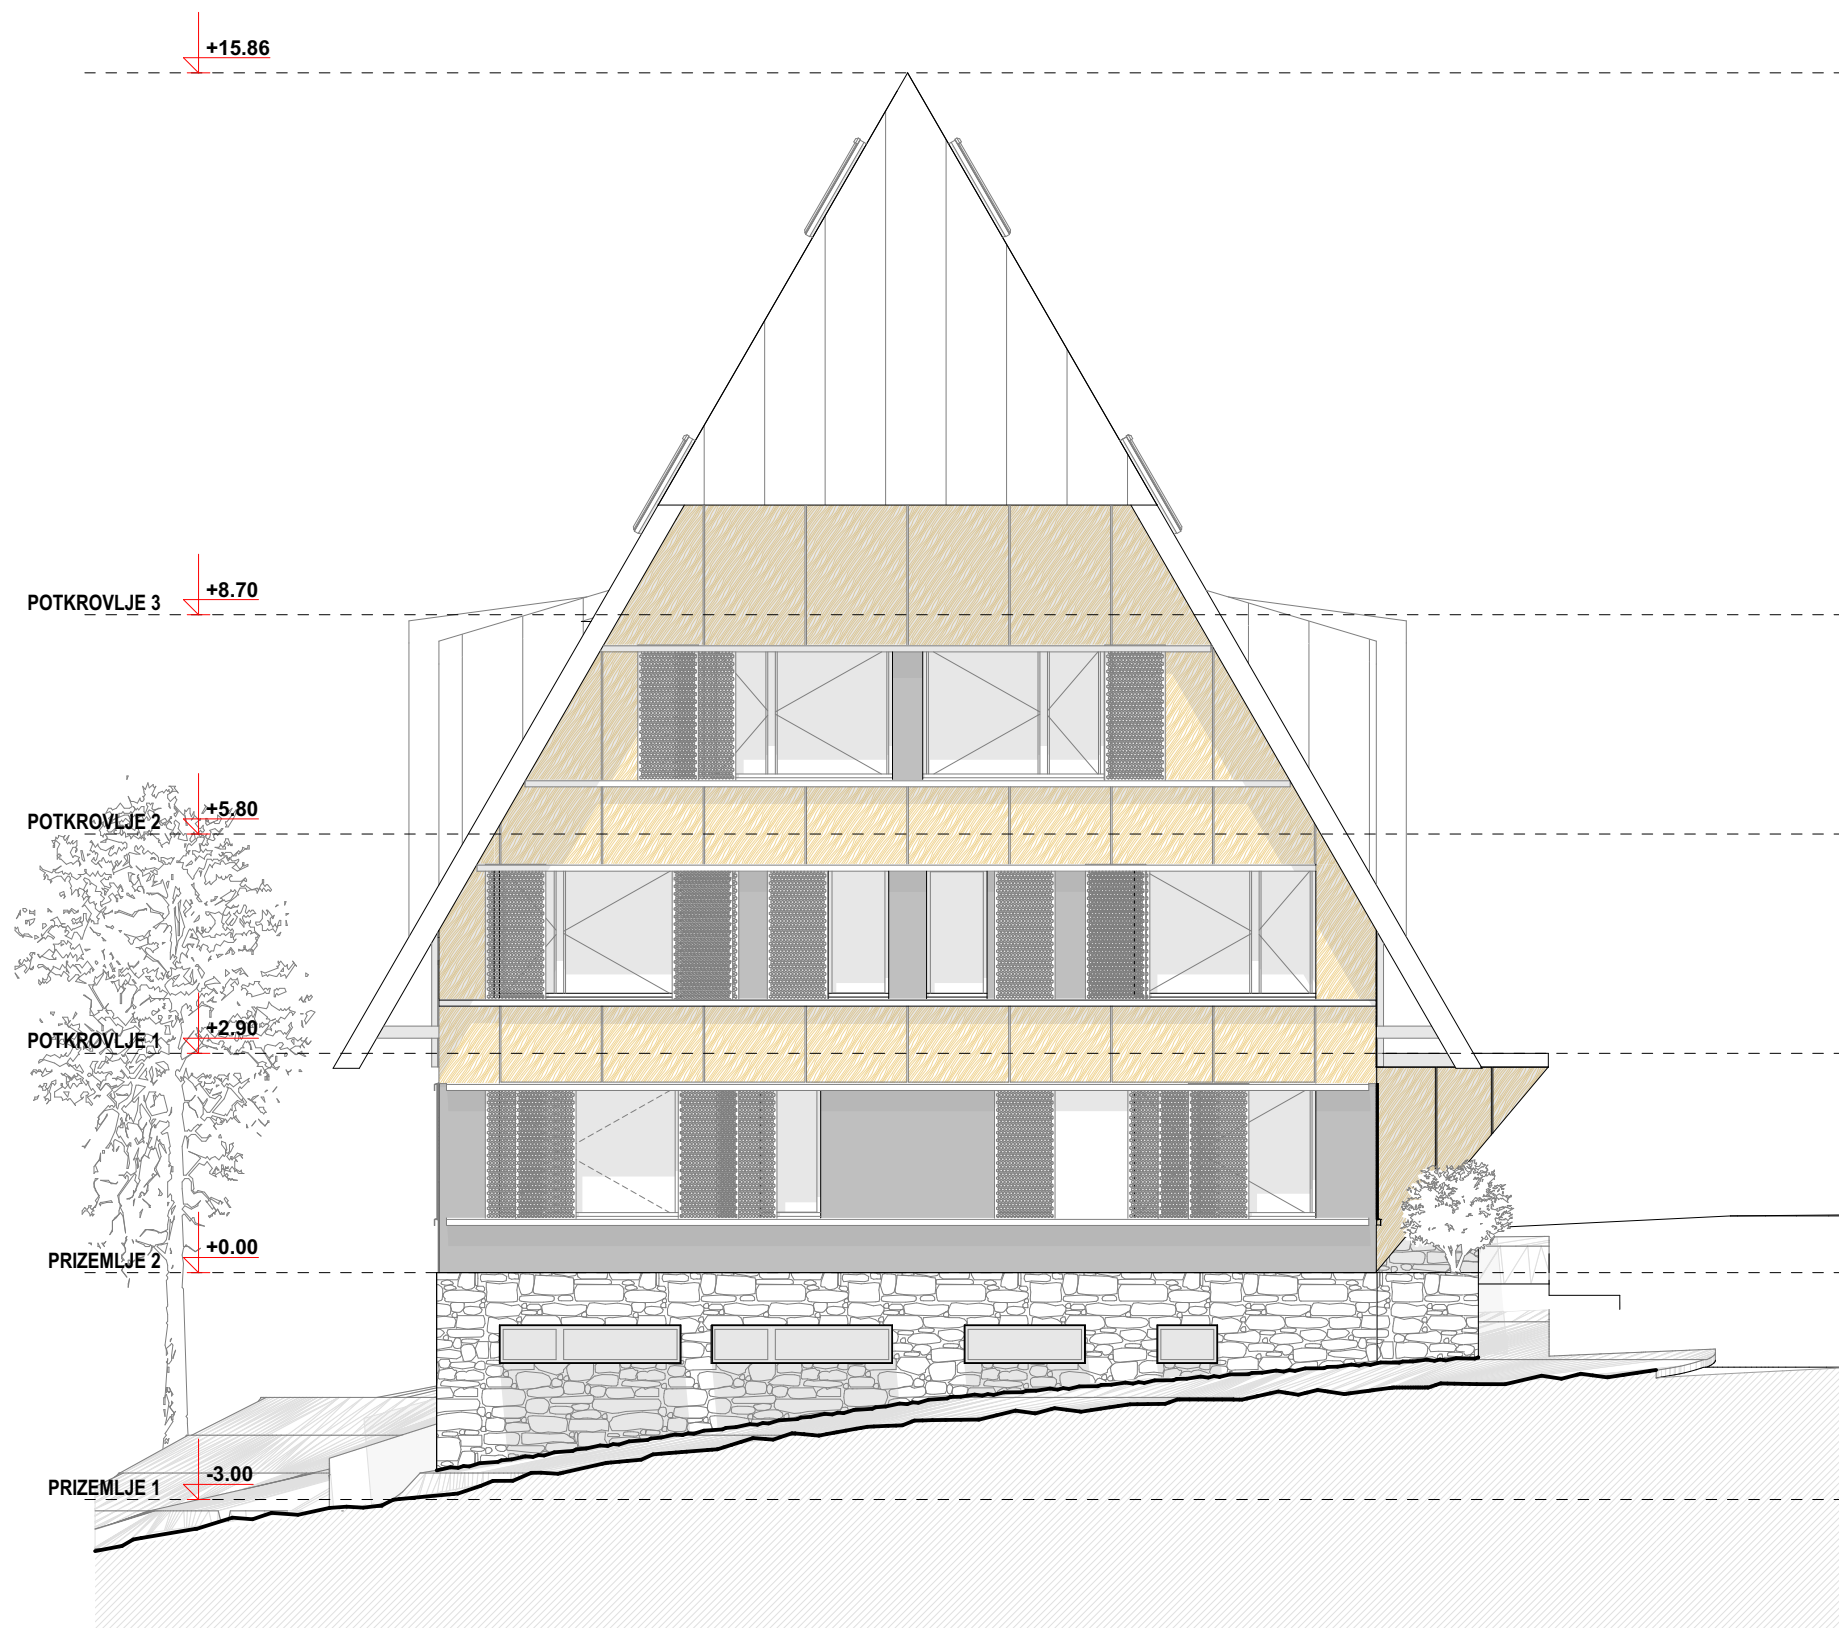 +15.86
POTKROVLJE 3 +8.70
POTKROVLJE 2 +5.80
POTKROVLJE 1 +2.90
PRIZEMLJE 2 +0.00
PRIZEMLJE 1 -3.00